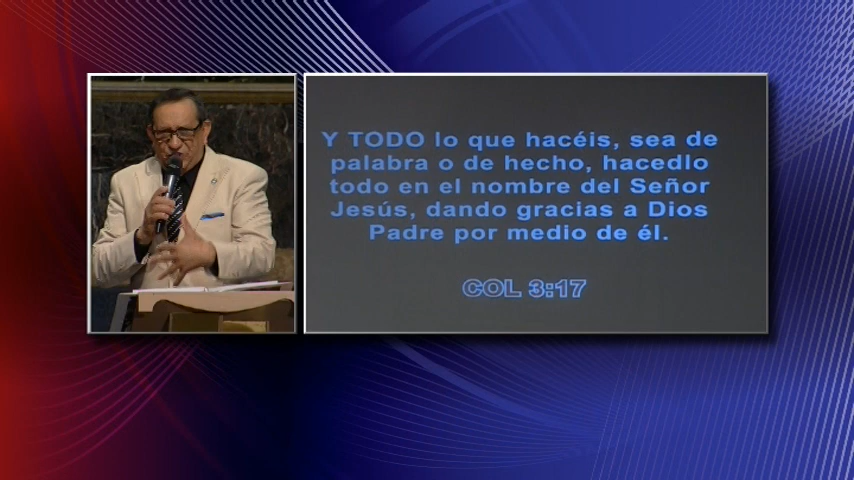 Y TODO lo que hacéis, sea de
palabra o de hecho, hacedlo
todo en el nombre del Señor
Jesús, dando gracias a Dios
Padre por medio de él.
COL 3:17